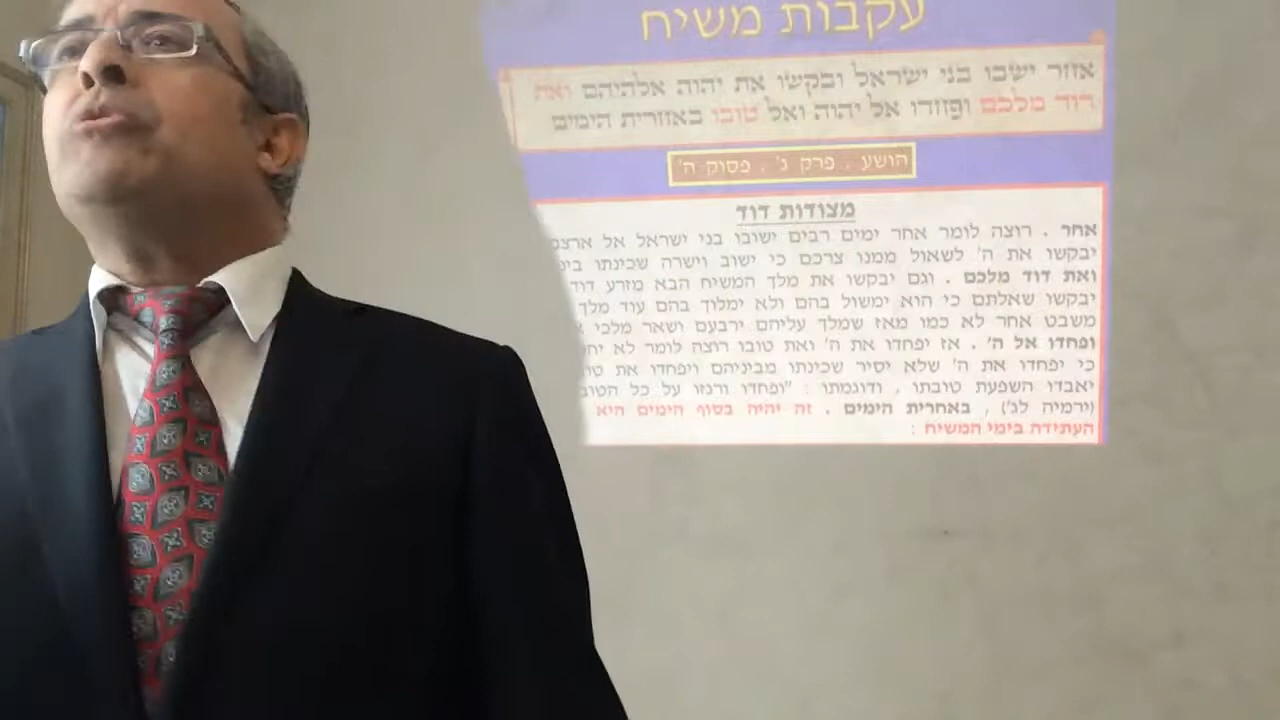 עקבות משיח
אחר ישבו בני ישראל ובקשו את יהוה אלהיהם ואת
דוד מלכם ופחדו אל יהוה ואל טובו באחרית הימים
הושע . פרק ג' . פסוק ה'
מצודות דוד
אחר . רוצה לומר אחר ימים רבים ישובו בני ישראל אל ארצם
יבקשו את ה' לשאול ממנו צרכם כי ישוב וישרה שכינתו
ואת דוד מלכם . וגם יבקשו את מלך המשיח הבא מזרע דוד
יבקשו שאלתם כי הוא ימשול בהם ולא ימלוך בהם עוד מלך
משבט אחר לא כמו מאז שמלך עליהם ירבעם ושאר מלכי
ופחדו אל ה' . אז יפחדו את ה' ואת טובו רוצה לומר לא
כי יפחדו את ה' שלא יסיר שכינתו מביניהם ויפחדו את
יאבדו השפעת טובתו , ודוגמתו : "ופחדו ורגזו על כל
(ירמיה לג') , באחרית הימים . זה יהיה בסוף הימים היא
העתידה בימי המשיח :